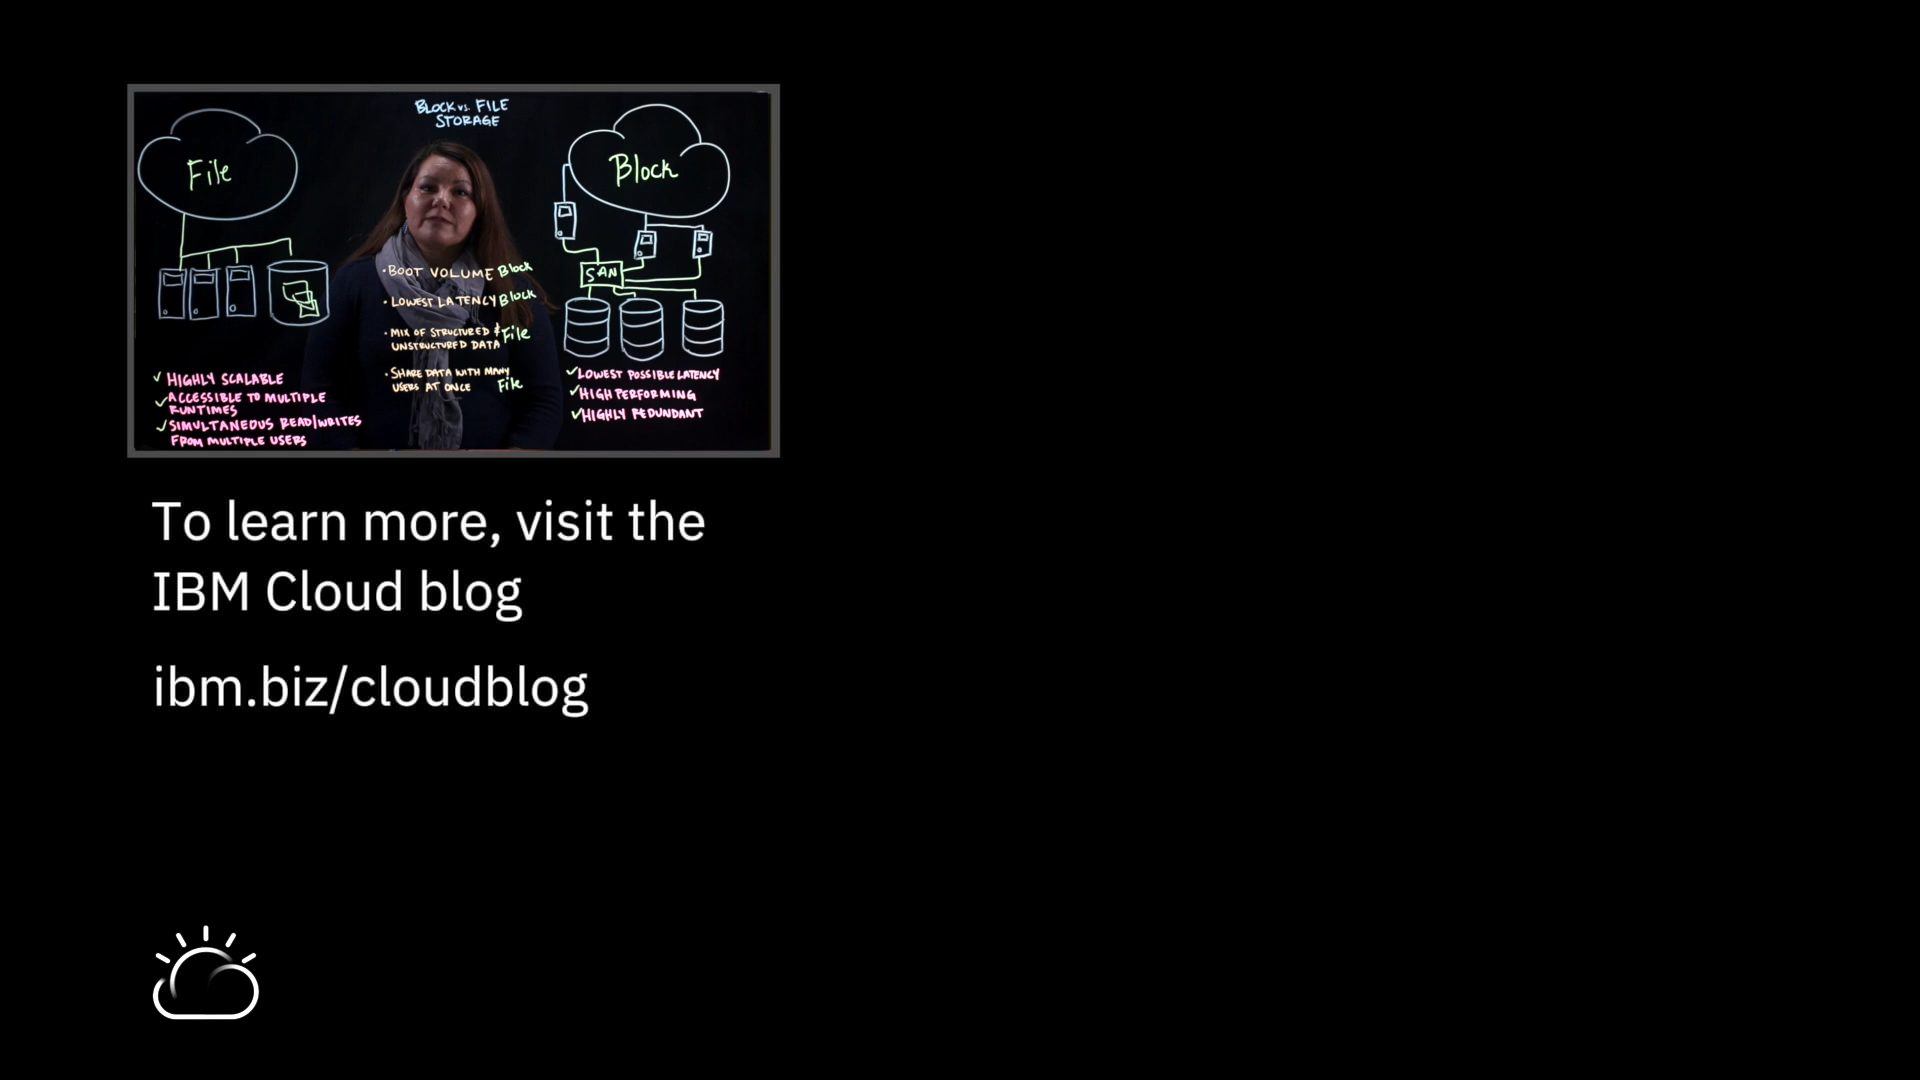 BLOCK vs. FILE
STORAGE
File
Block
SAN
• BOOT VOLUME Block
• LOWEST LATENCY Block
• MIX OF STRUCTURED & File
UNSTRUCTURED DATA
• SHARE DATA WITH MANY
USERS AT ONCE File
✓ HIGHLY SCALABLE
✓ ACCESSIBLE TO MULTIPLE
RUNTIMES
✓ SIMULTANEOUS READ/WRITES
FROM MULTIPLE USERS
✓ LOWEST POSSIBLE LATENCY
✓ HIGH PERFORMING
✓ HIGHLY REDUNDANT
To learn more, visit the
IBM Cloud blog
ibm.biz/cloudblog